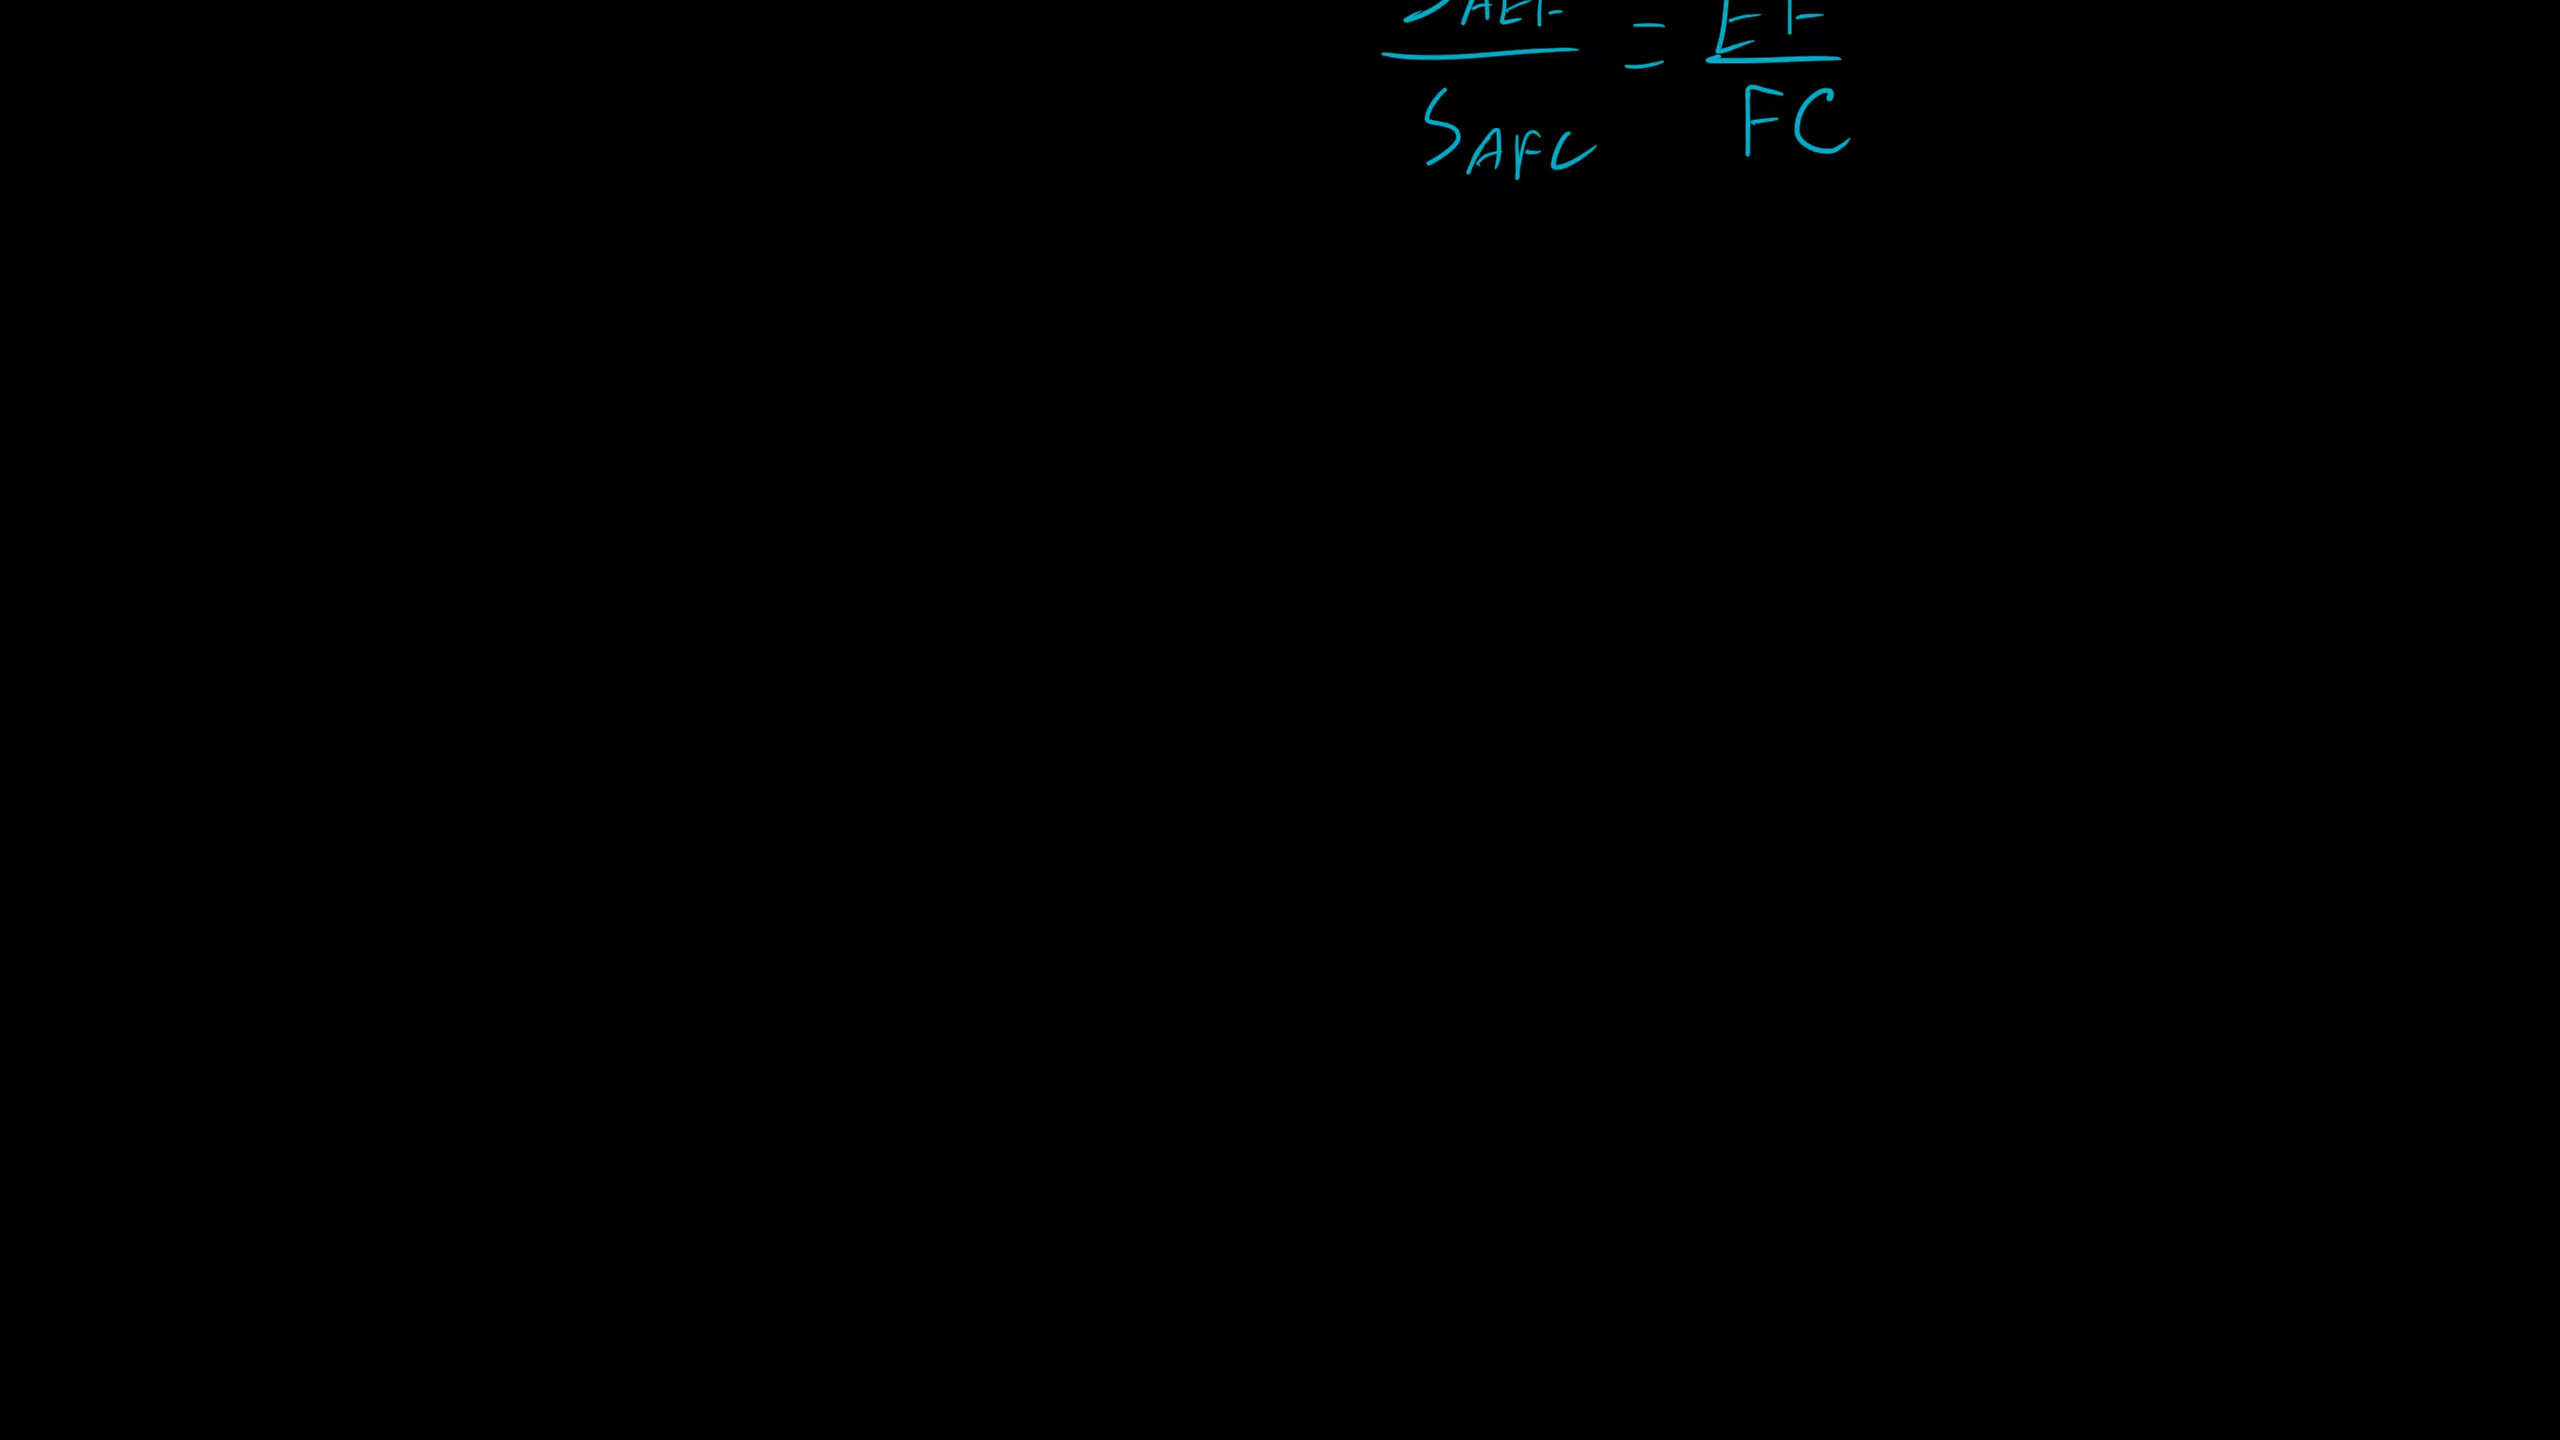 S_AEF / S_AFC = EF / FC